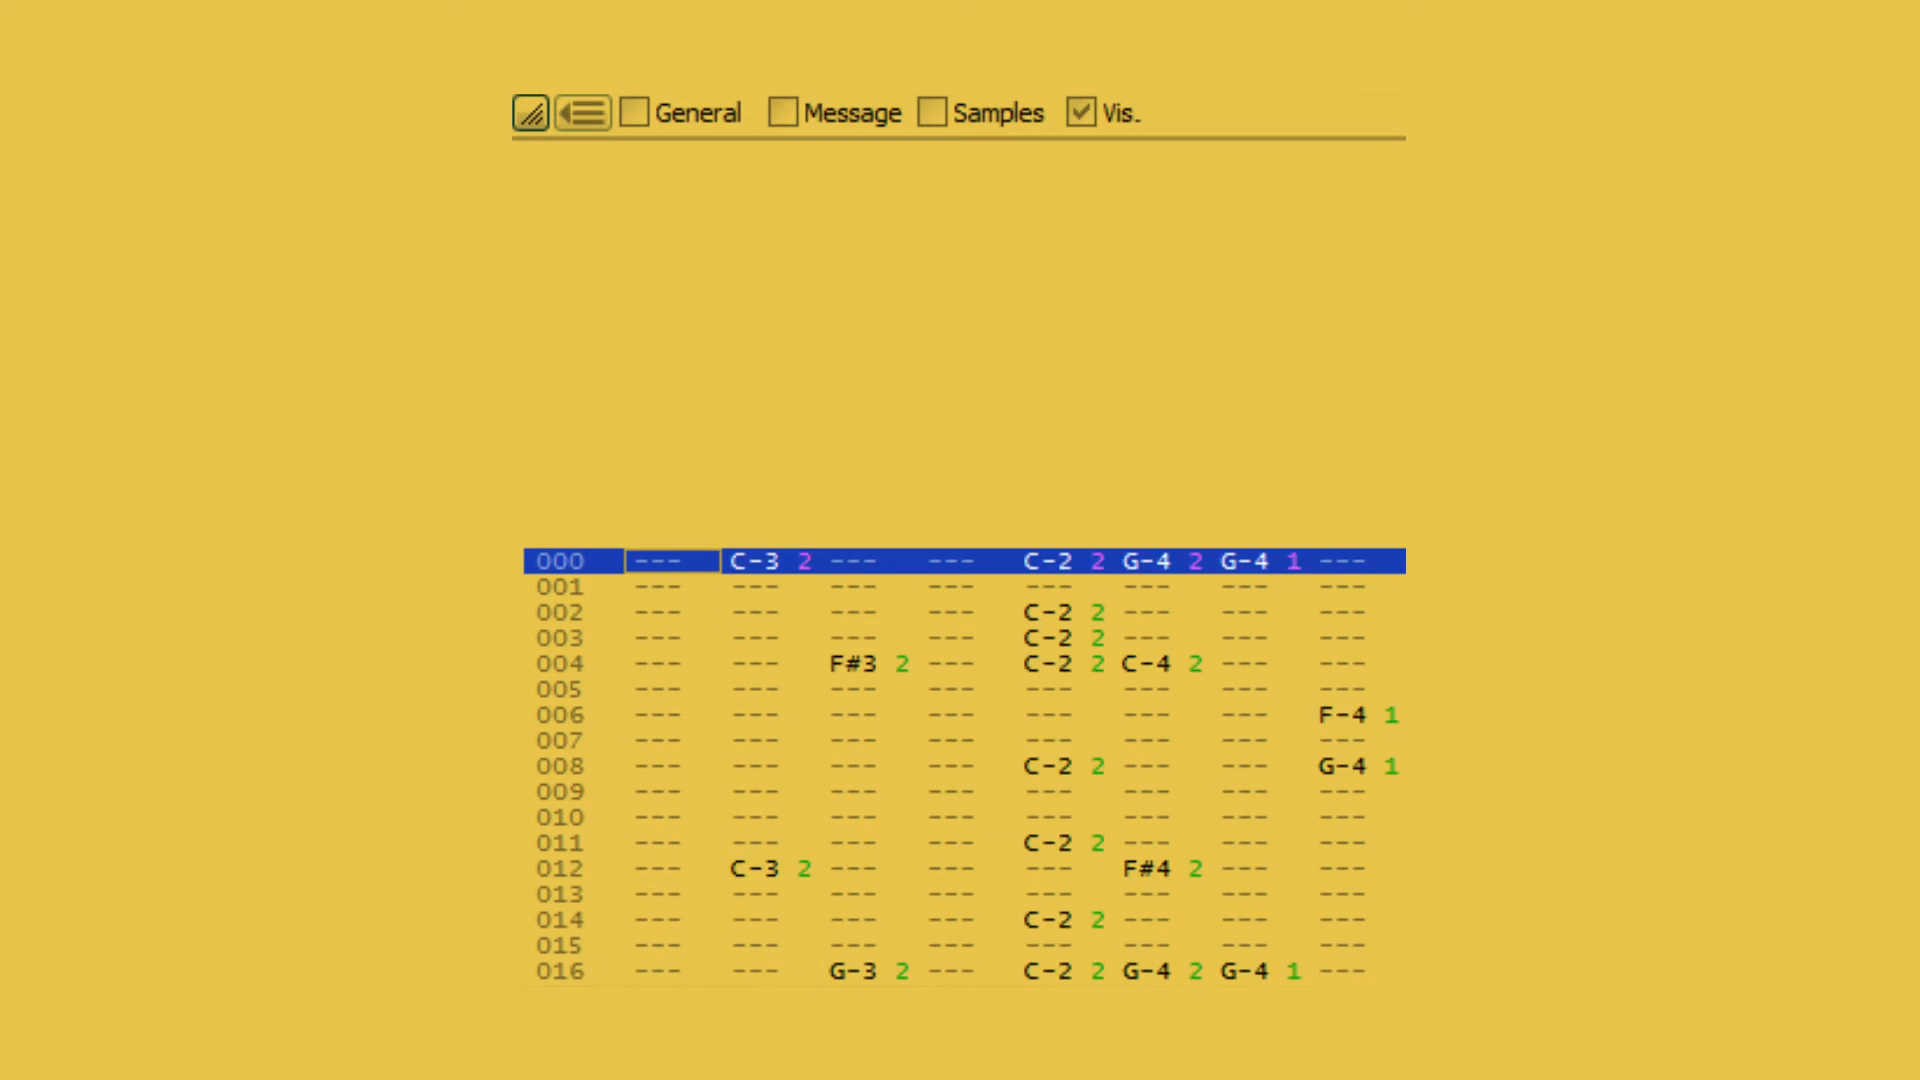 General Message Samples Vis.
000 --- C-3 2 --- --- C-2 2 G-4 2 G-4 1 ---
001 --- --- --- --- --- --- --- ---
002 --- --- --- --- C-2 2 --- --- ---
003 --- --- --- --- C-2 2 --- --- ---
004 --- --- F#3 2 --- C-2 2 C-4 2 --- ---
005 --- --- --- --- --- --- --- ---
006 --- --- --- --- --- --- --- F-4 1
007 --- --- --- --- --- --- --- ---
008 --- --- --- --- C-2 2 --- --- G-4 1
009 --- --- --- --- --- --- --- ---
010 --- --- --- --- --- --- --- ---
011 --- --- --- --- C-2 2 --- --- ---
012 --- C-3 2 --- --- --- F#4 2 --- ---
013 --- --- --- --- --- --- --- ---
014 --- --- --- --- C-2 2 --- --- ---
015 --- --- --- --- --- --- --- ---
016 --- --- G-3 2 --- C-2 2 G-4 2 G-4 1 ---